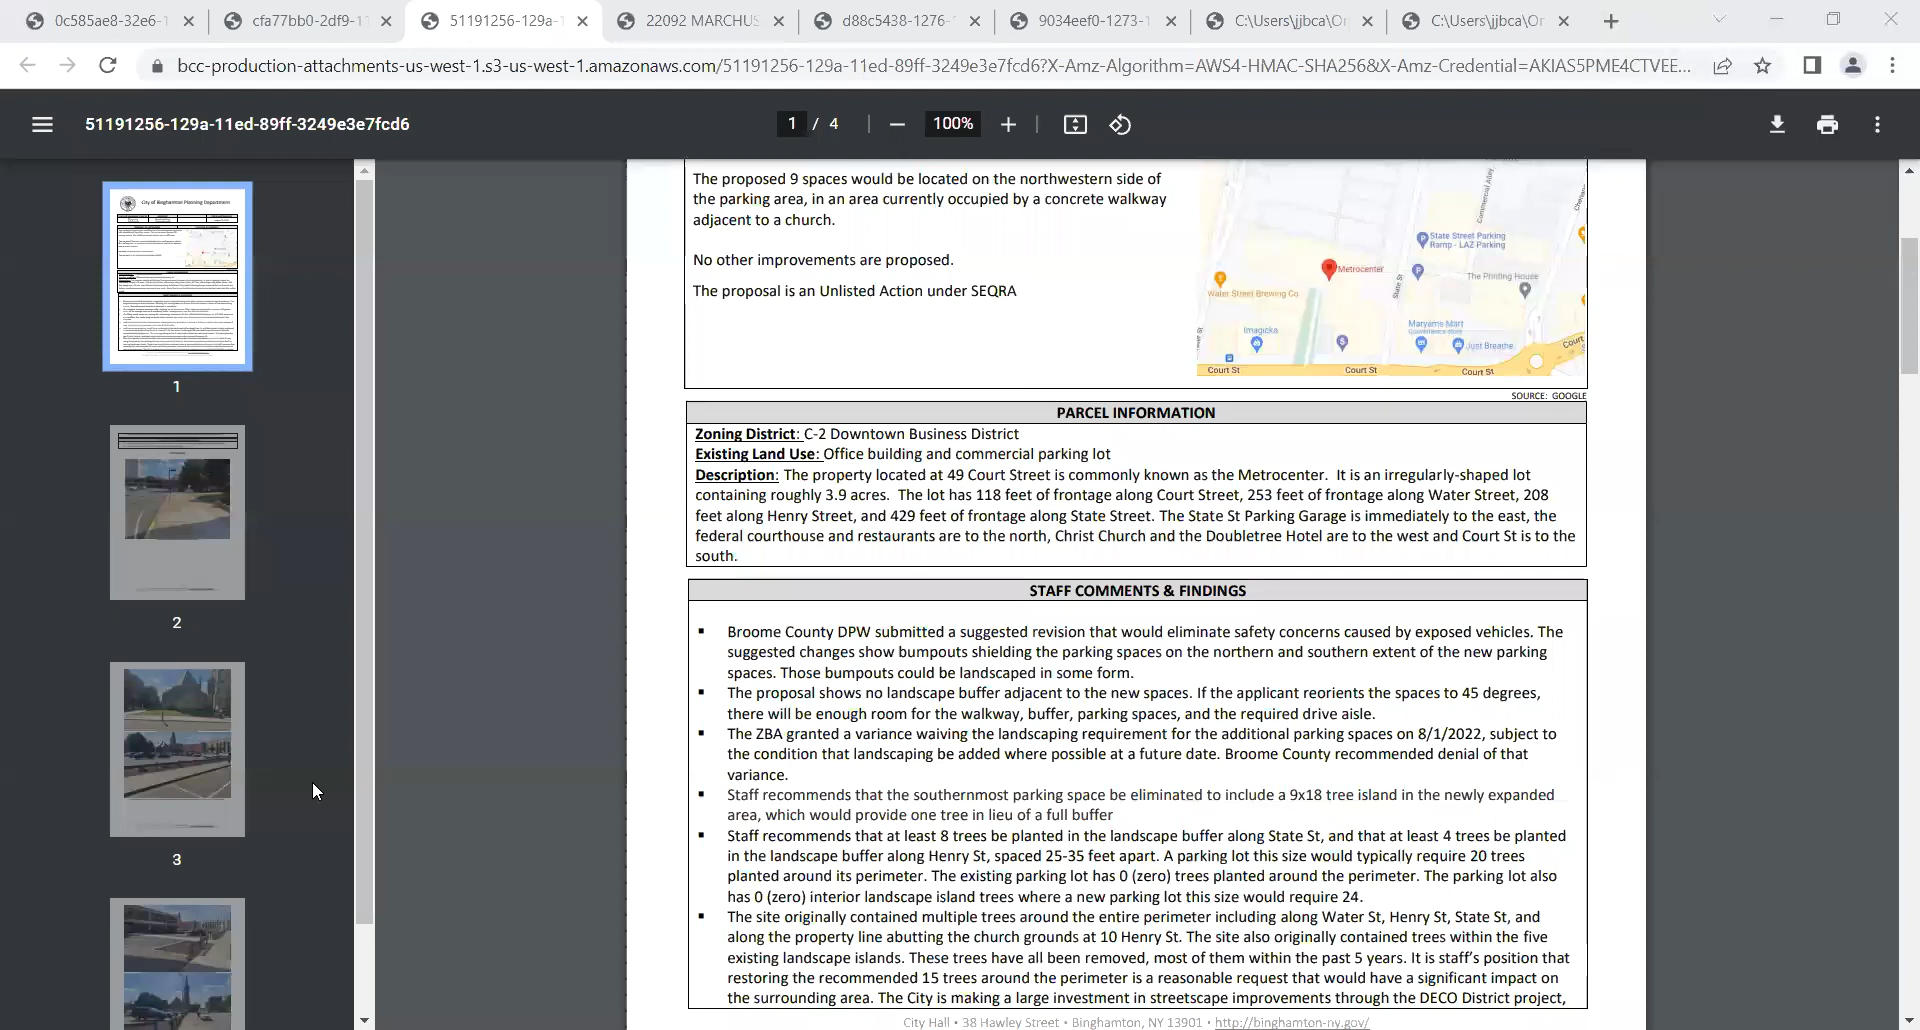 0c585ae8-32e6-1
cfa77bb0-2df9-11
51191256-129a-1
22092 MARCHUS
d88c5438-1276-
9034eef0-1273-1
C:\Users\jjbca\Or
C:\Users\jjbca\Or
bcc-production-attachments-us-west-1.s3-us-west-1.amazonaws.com/51191256-129a-11ed-89ff-3249e3e7fcd6?X-Amz-Algorithm=AWS4-HMAC-SHA256&X-Amz-Credential=AKIAS5PME4CTVEE...
51191256-129a-11ed-89ff-3249e3e7fcd6
1 / 4
100%
City of Binghamton Planning Department
1
2
3
The proposed 9 spaces would be located on the northwestern side of
the parking area, in an area currently occupied by a concrete walkway
adjacent to a church.
No other improvements are proposed.
The proposal is an Unlisted Action under SEQRA
Commercial Alley
State Street Parking
Ramp - LAZ Parking
Metrocenter
The Printing House
State St
Water Street Brewing Co.
Imagicka
Maryams Mart
Convenience store
Just Breathe
Court St
Court St
Court St
Court
SOURCE: GOOGLE
PARCEL INFORMATION
Zoning District: C-2 Downtown Business District
Existing Land Use: Office building and commercial parking lot
Description: The property located at 49 Court Street is commonly known as the Metrocenter. It is an irregularly-shaped lot
containing roughly 3.9 acres. The lot has 118 feet of frontage along Court Street, 253 feet of frontage along Water Street, 208
feet along Henry Street, and 429 feet of frontage along State Street. The State St Parking Garage is immediately to the east, the
federal courthouse and restaurants are to the north, Christ Church and the Doubletree Hotel are to the west and Court St is to the
south.
STAFF COMMENTS & FINDINGS
▪ Broome County DPW submitted a suggested revision that would eliminate safety concerns caused by exposed vehicles. The
suggested changes show bumpouts shielding the parking spaces on the northern and southern extent of the new parking
spaces. Those bumpouts could be landscaped in some form.
▪ The proposal shows no landscape buffer adjacent to the new spaces. If the applicant reorients the spaces to 45 degrees,
there will be enough room for the walkway, buffer, parking spaces, and the required drive aisle.
▪ The ZBA granted a variance waiving the landscaping requirement for the additional parking spaces on 8/1/2022, subject to
the condition that landscaping be added where possible at a future date. Broome County recommended denial of that
variance.
▪ Staff recommends that the southernmost parking space be eliminated to include a 9x18 tree island in the newly expanded
area, which would provide one tree in lieu of a full buffer
▪ Staff recommends that at least 8 trees be planted in the landscape buffer along State St, and that at least 4 trees be planted
in the landscape buffer along Henry St, spaced 25-35 feet apart. A parking lot this size would typically require 20 trees
planted around its perimeter. The existing parking lot has 0 (zero) trees planted around the perimeter. The parking lot also
has 0 (zero) interior landscape island trees where a new parking lot this size would require 24.
▪ The site originally contained multiple trees around the entire perimeter including along Water St, Henry St, State St, and
along the property line abutting the church grounds at 10 Henry St. The site also originally contained trees within the five
existing landscape islands. These trees have all been removed, most of them within the past 5 years. It is staff’s position that
restoring the recommended 15 trees around the perimeter is a reasonable request that would have a significant impact on
the surrounding area. The City is making a large investment in streetscape improvements through the DECO District project,
City Hall • 38 Hawley Street • Binghamton, NY 13901 • http://binghamton-ny.gov/